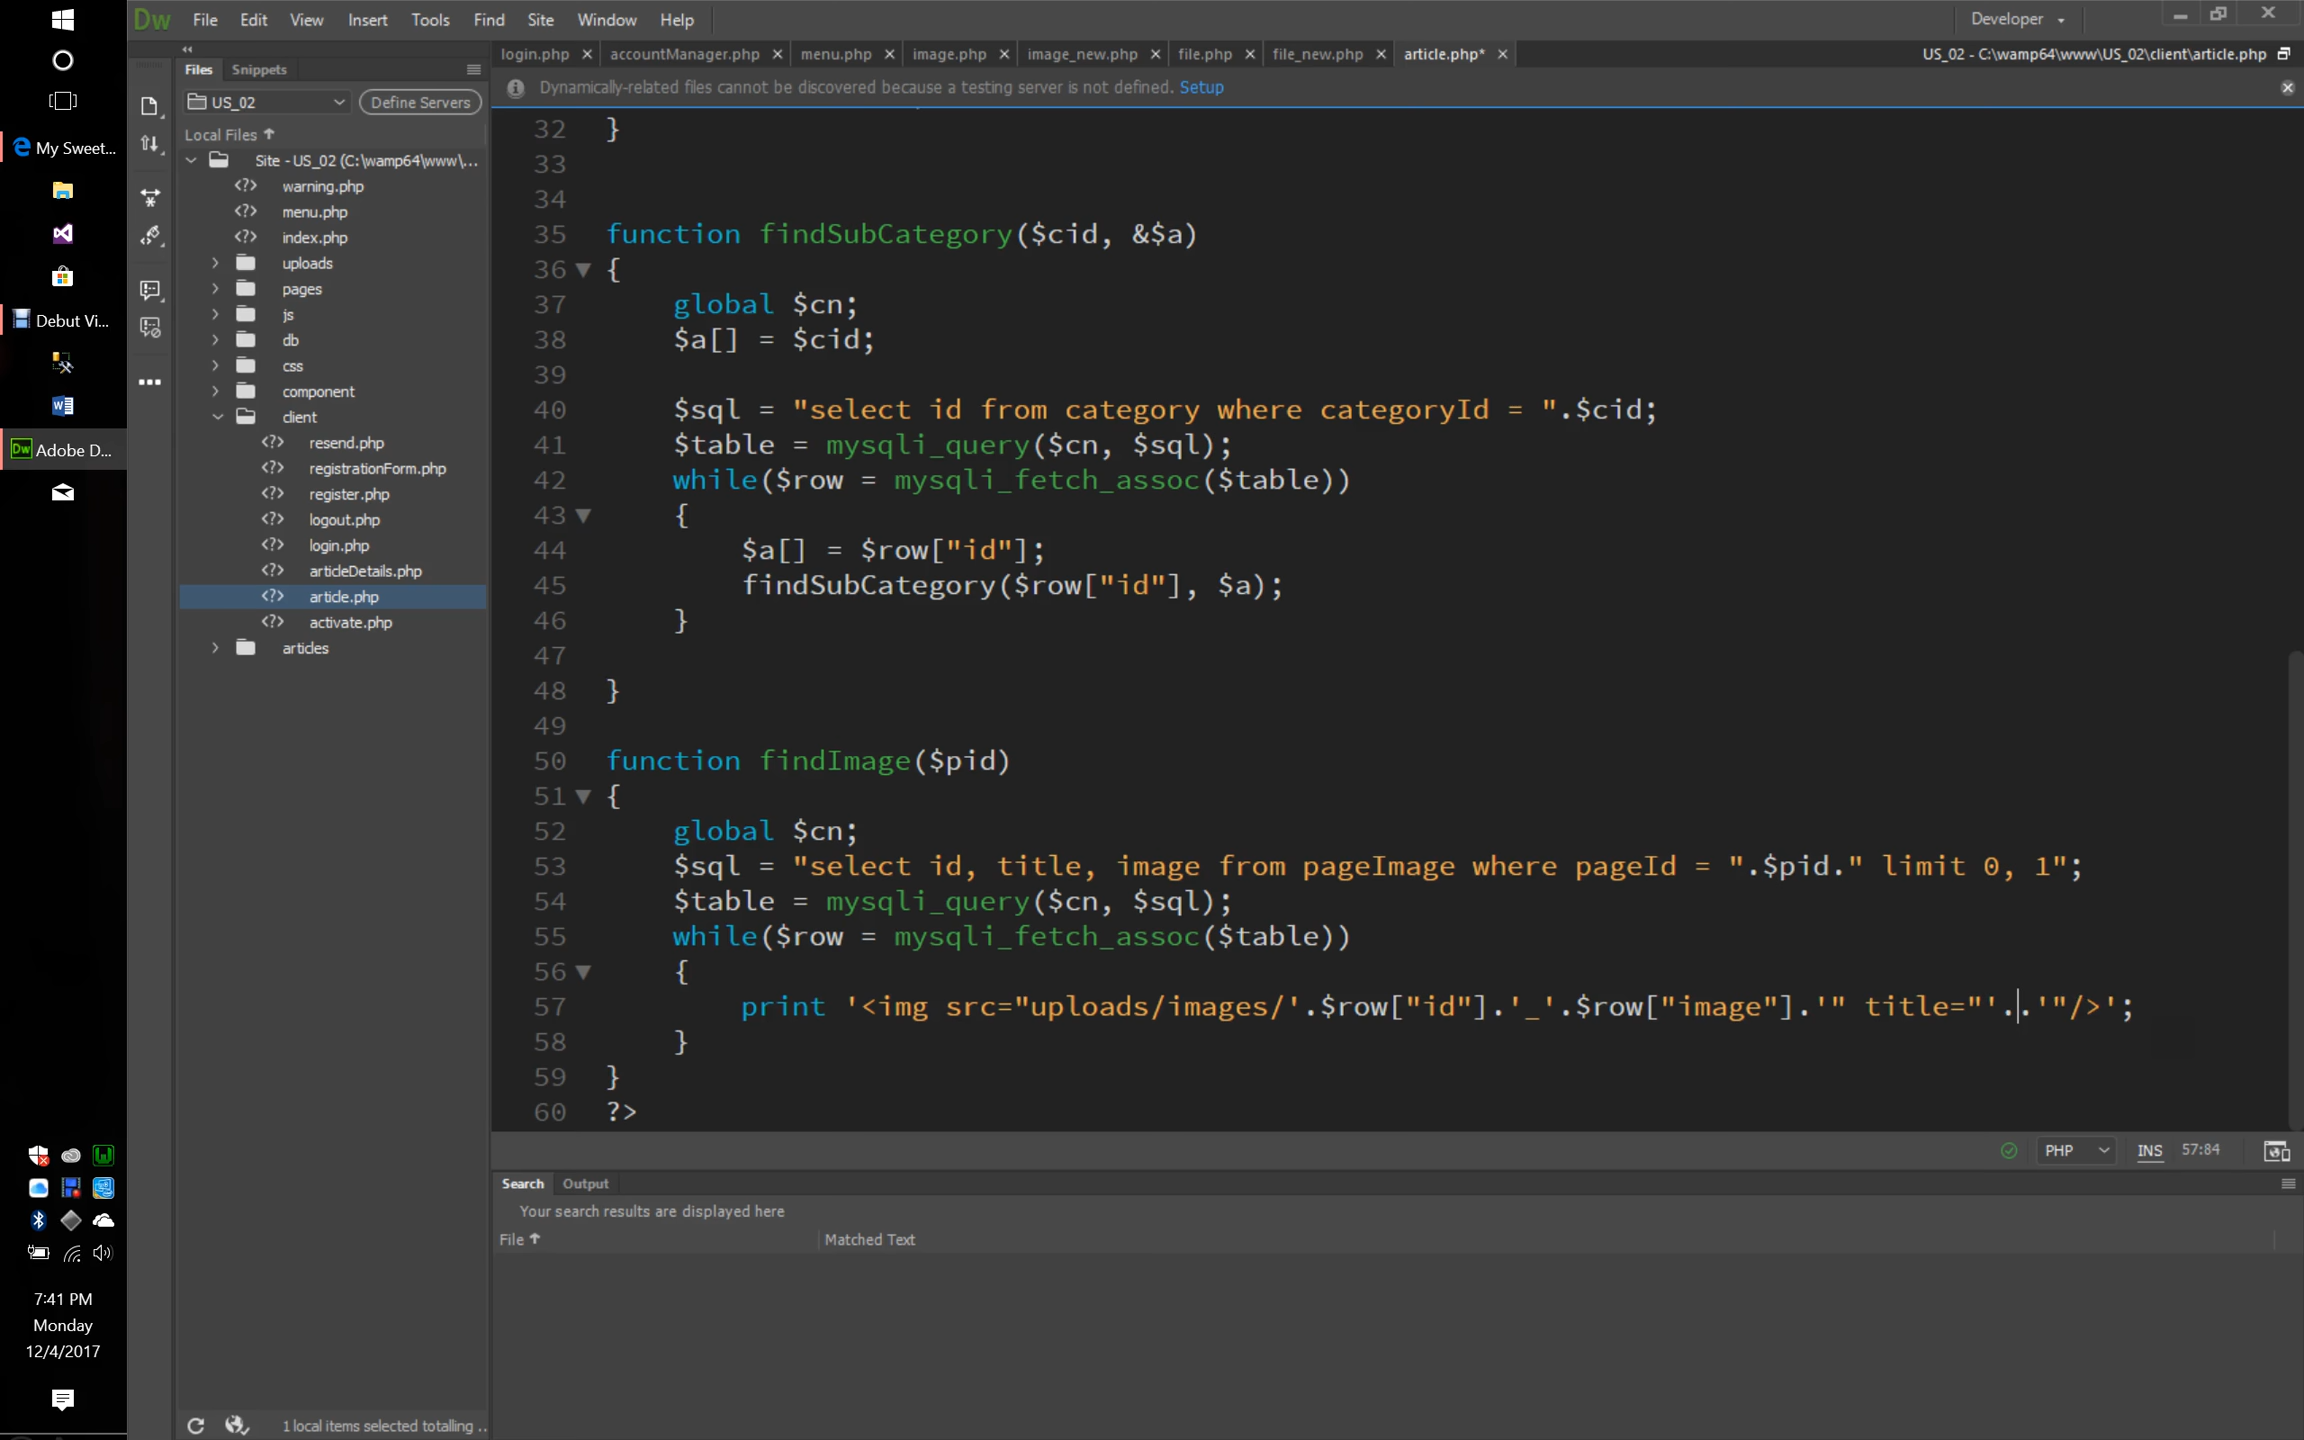 Dw File Edit View Insert Tools Find Site Window Help
Developer
Files Snippets
login.php accountManager.php menu.php image.php image_new.php file.php file_new.php article.php*
US_02 - C:\wamp64\www\US_02\client\article.php
US_02 Define Servers
Dynamically-related files cannot be discovered because a testing server is not defined. Setup
Local Files
Site - US_02 (C:\wamp64\www\...
warning.php
menu.php
index.php
uploads
pages
js
db
css
component
client
resend.php
registrationForm.php
register.php
logout.php
login.php
articleDetails.php
article.php
activate.php
articles
1 local items selected totalling ..
My Sweet...
Debut Vi...
Dw Adobe D...
7:41 PM
Monday
12/4/2017
32 }
33
34
35 function findSubCategory($cid, &$a)
36 {
37 global $cn;
38 $a[] = $cid;
39
40 $sql = "select id from category where categoryId = ".$cid;
41 $table = mysqli_query($cn, $sql);
42 while($row = mysqli_fetch_assoc($table))
43 {
44 $a[] = $row["id"];
45 findSubCategory($row["id"], $a);
46 }
47
48 }
49
50 function findImage($pid)
51 {
52 global $cn;
53 $sql = "select id, title, image from pageImage where pageId = ".$pid." limit 0, 1";
54 $table = mysqli_query($cn, $sql);
55 while($row = mysqli_fetch_assoc($table))
56 {
57 print '<img src="uploads/images/'.$row["id"].'_'.$row["image"].'" title="'..'"/>';
58 }
59 }
60 ?>
PHP INS 57:84
Search Output
Your search results are displayed here
File Matched Text